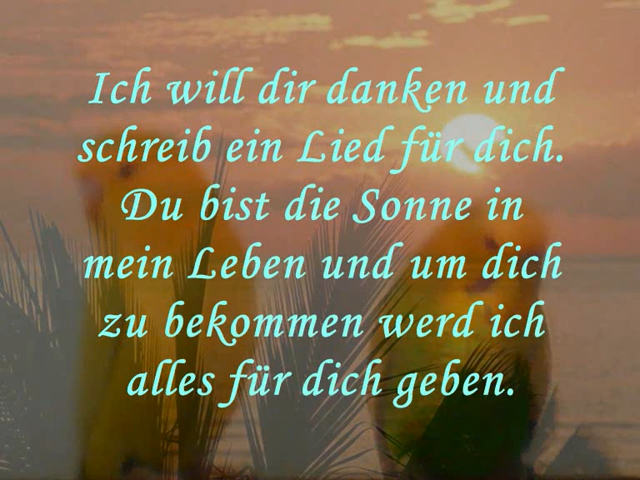 Ich will dir danken und
schreib ein Lied für dich.
Du bist die Sonne in
mein Leben und um dich
zu bekommen werd ich
alles für dich geben.